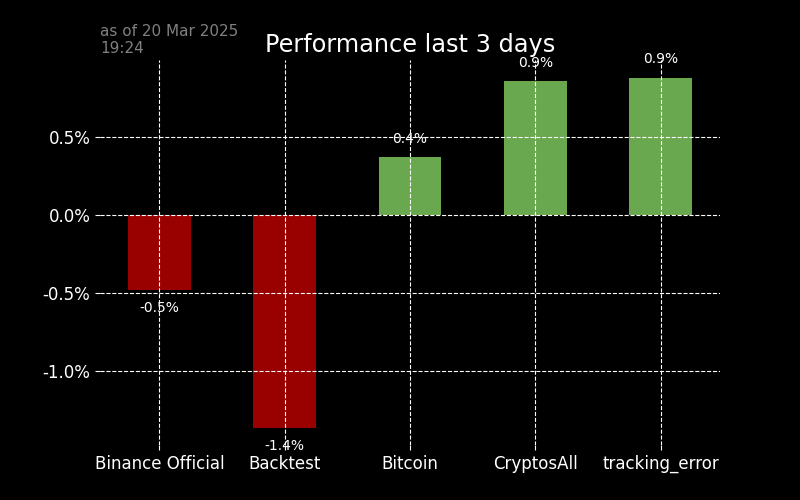 as of 20 Mar 2025
19:24
Performance last 3 days
0.9%
0.9%
0.5%
0.4%
0.0%
-0.5%
-0.5%
-1.0%
-1.4%
Binance Official
Backtest
Bitcoin
CryptosAll
tracking_error